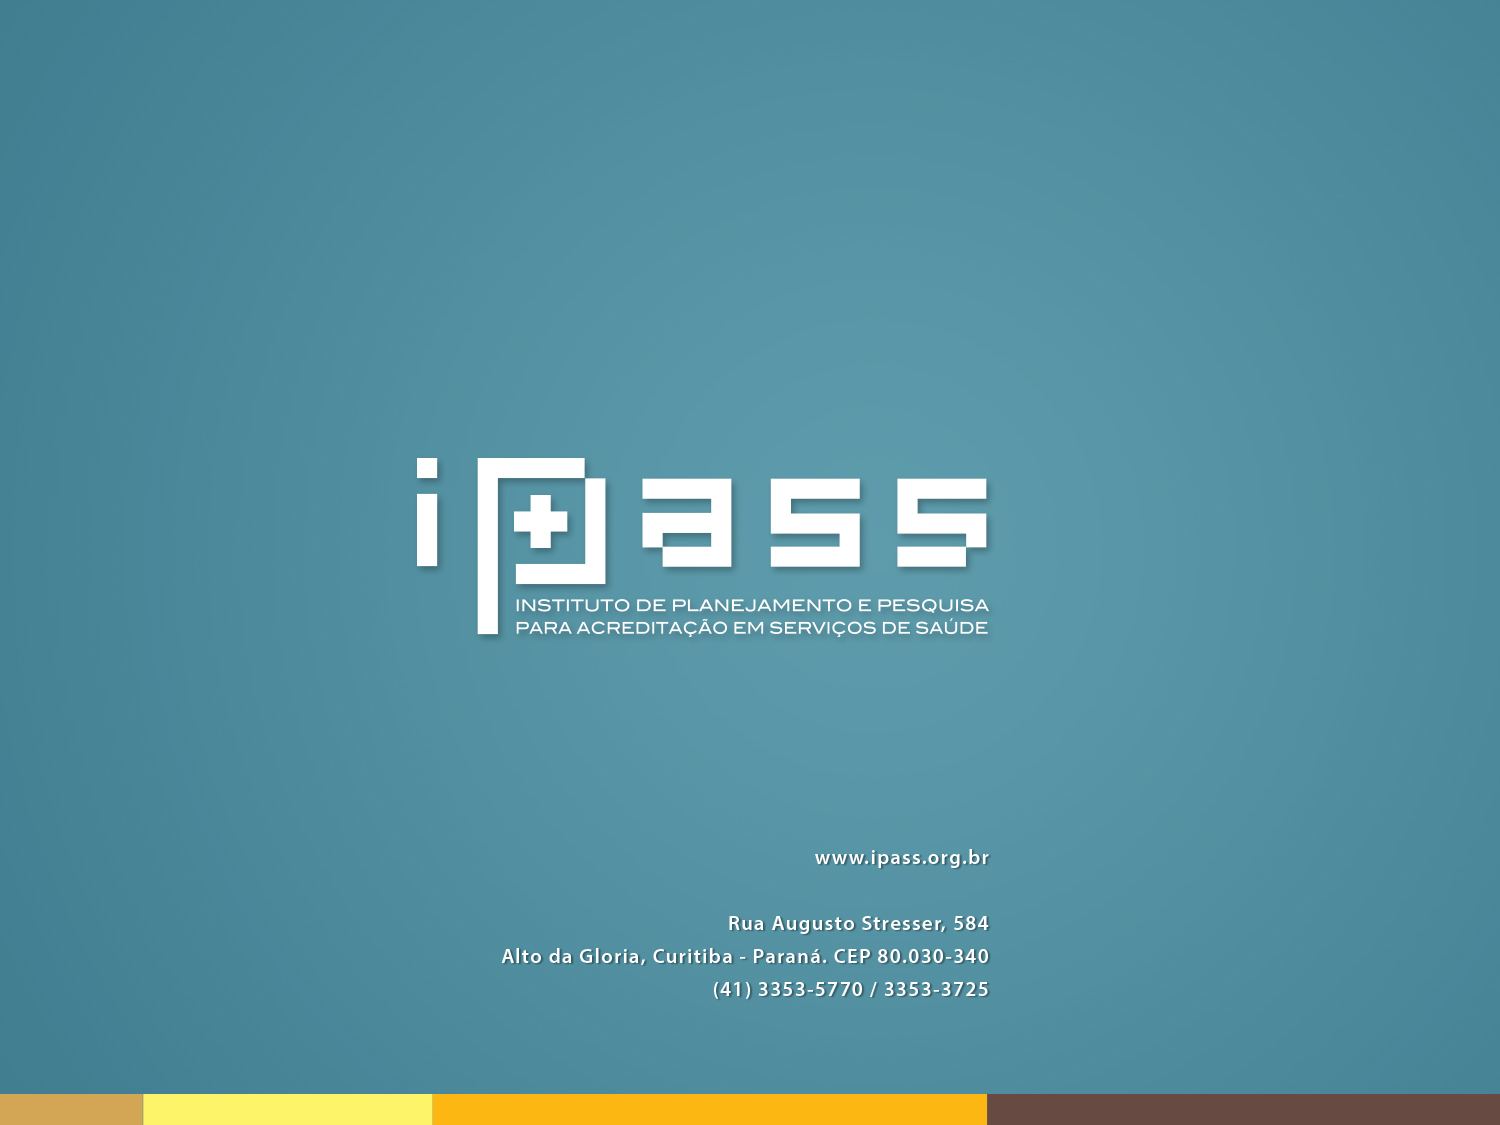 ipass
INSTITUTO DE PLANEJAMENTO E PESQUISA
PARA ACREDITAÇÃO EM SERVIÇOS DE SAÚDE
www.ipass.org.br
Rua Augusto Stresser, 584
Alto da Gloria, Curitiba - Paraná. CEP 80.030-340
(41) 3353-5770 / 3353-3725